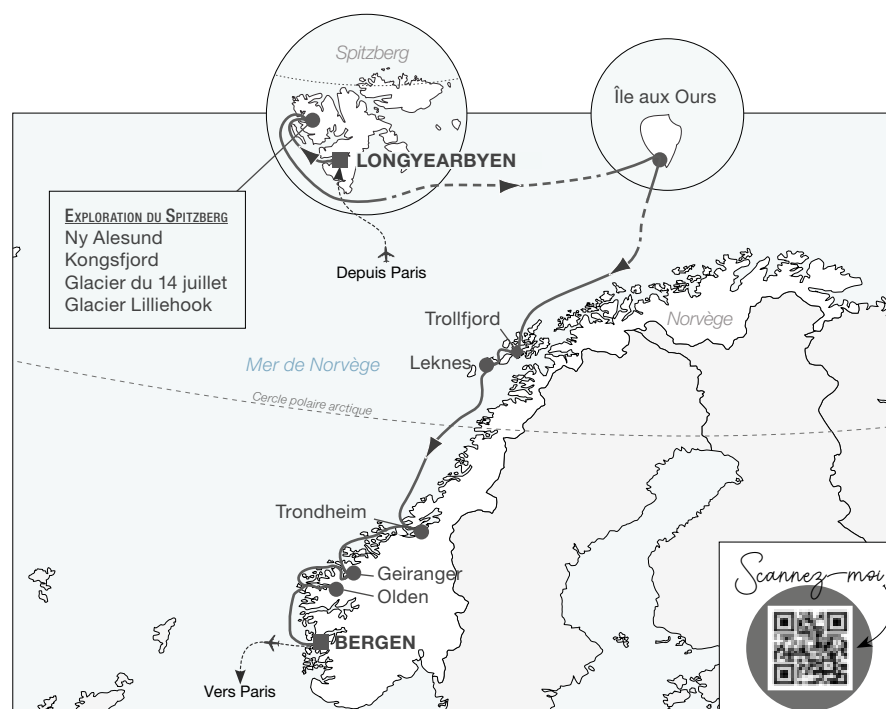 Spitzberg
Île aux Ours
LONGYEARBYEN
EXPLORATION DU SPITZBERG
Ny Alesund
Kongsfjord
Glacier du 14 juillet
Glacier Lilliehook
Depuis Paris
Trollfjord
Norvège
Leknes
Mer de Norvège
Cercle polaire arctique
Trondheim
Geiranger
Olden
BERGEN
Vers Paris
Scannez-moi